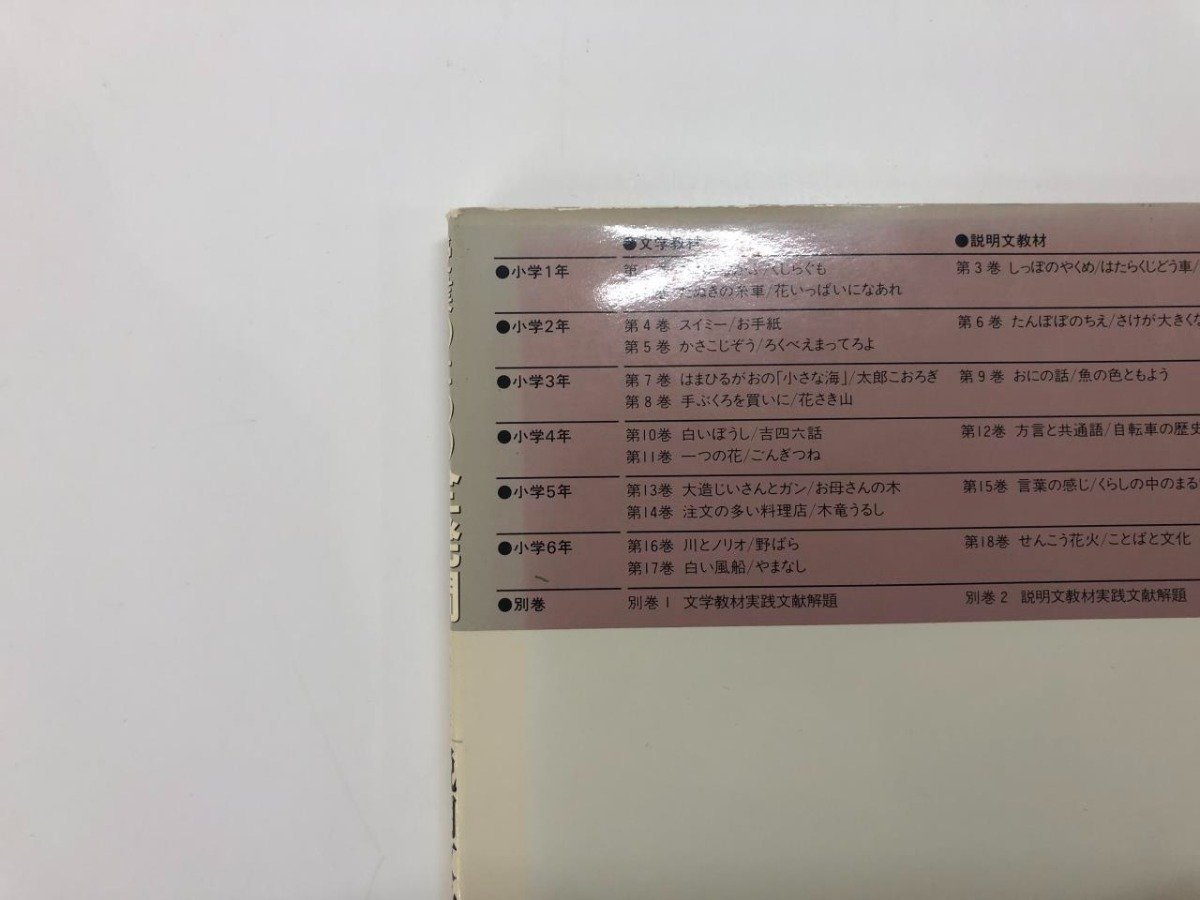 ●文学教材 ●説明文教材
●小学1年 第 くじらぐも 第3巻 しっぽのやくめ/はたらくじどう車/
たぬきの糸車/花いっぱいになあれ
●小学2年 第4巻 スイミー/お手紙 第6巻 たんぽぽのちえ/さけが大きくな
第5巻 かさこじぞう/ろくべえまってろよ
●小学3年 第7巻 はまひるがおの「小さな海」/太郎こおろぎ 第9巻 おにの話/魚の色ともよう
第8巻 手ぶくろを買いに/花さき山
●小学4年 第10巻 白いぼうし/吉四六話 第12巻 方言と共通語/自転車の歴史
第11巻 一つの花/ごんぎつね
●小学5年 第13巻 大造じいさんとガン/お母さんの木 第15巻 言葉の感じ/くらしの中のまる
第14巻 注文の多い料理店/木竜うるし
●小学6年 第16巻 川とノリオ/野ばら 第18巻 せんこう花火/ことばと文化
第17巻 白い風船/やまなし
●別巻 別巻1 文学教材実践文献解題 別巻2 説明文教材実践文献解題